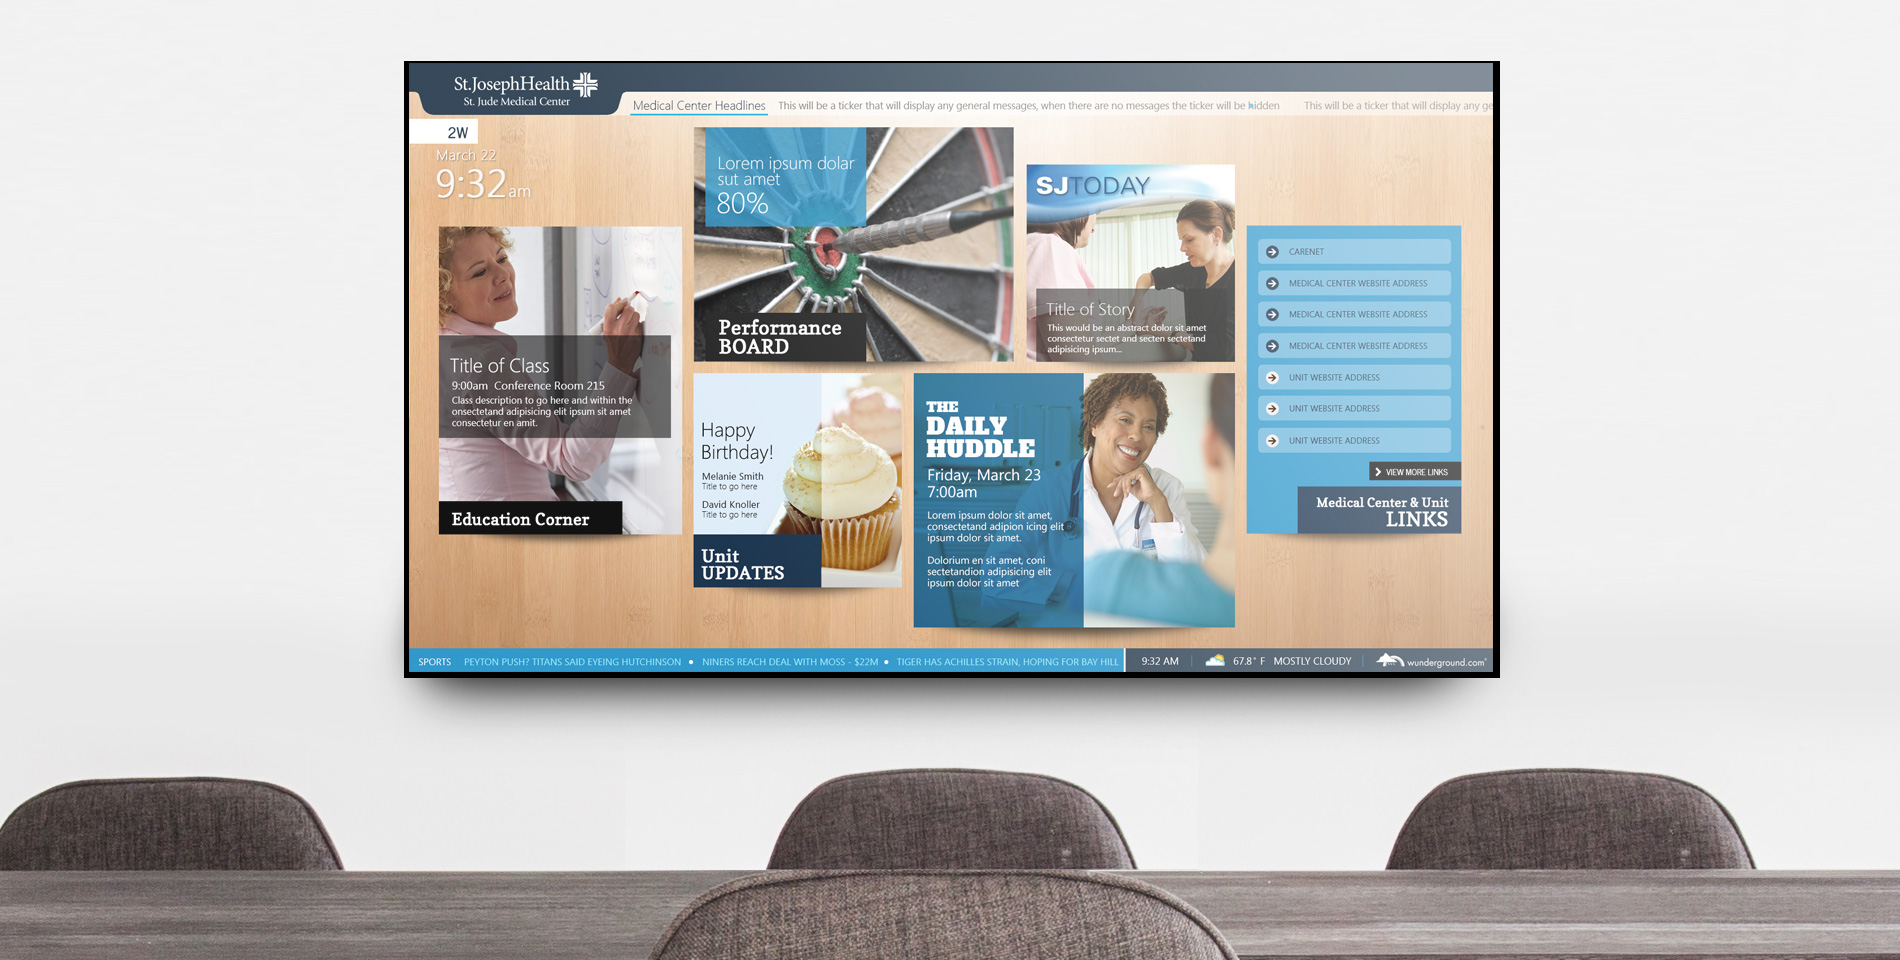 St.JosephHealth
St. Jude Medical Center
Medical Center Headlines
This will be a ticker that will display any general messages, when there are no messages the ticker will be hidden
This will be a ticker that will display any ge
2W
March 22
9:32am
Title of Class
9:00am Conference Room 215
Class description to go here and within the
onsectetand adipisicing elit ipsum sit amet
consectetur en amit.
Education Corner
Lorem ipsum dolar
sut amet
80%
Performance
BOARD
SJTODAY
Title of Story
This would be an abstract dolor sit amet
consectetur sectet and secten sectetand
adipisicing ipsum...
Happy
Birthday!
Melanie Smith
Title to go here
David Knoller
Title to go here
Unit
UPDATES
THE
DAILY
HUDDLE
Friday, March 23
7:00am
Lorem ipsum dolor sit amet,
consectetand adipion icing elit
ipsum dolor sit amet.
Dolorium en sit amet, coni
sectetandion adipisicing elit
ipsum dolor sit amet
CARENET
MEDICAL CENTER WEBSITE ADDRESS
MEDICAL CENTER WEBSITE ADDRESS
MEDICAL CENTER WEBSITE ADDRESS
UNIT WEBSITE ADDRESS
UNIT WEBSITE ADDRESS
UNIT WEBSITE ADDRESS
VIEW MORE LINKS
Medical Center & Unit
LINKS
SPORTS PEYTON PUSH? TITANS SAID EYEING HUTCHINSON • NINERS REACH DEAL WITH MOSS - $22M • TIGER HAS ACHILLES STRAIN, HOPING FOR BAY HILL
9:32 AM
67.8° F MOSTLY CLOUDY
wunderground.com